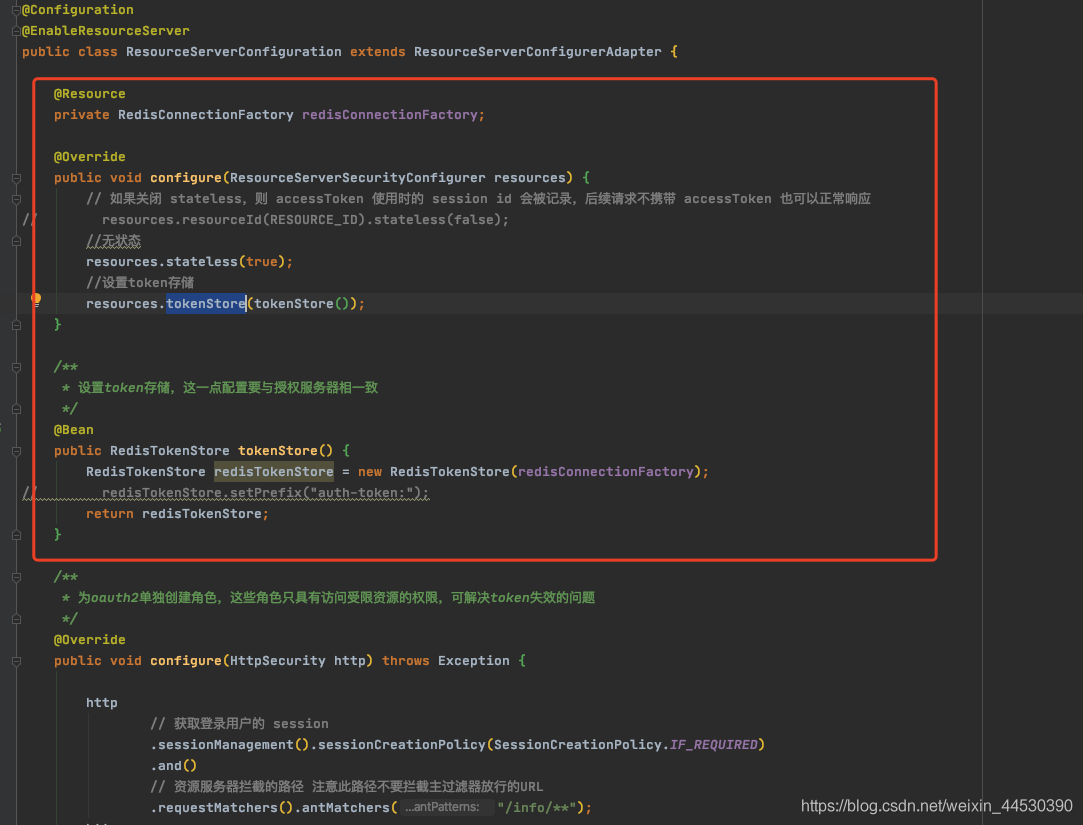 @Configuration
@EnableResourceServer
public class ResourceServerConfiguration extends ResourceServerConfigurerAdapter {
@Resource
private RedisConnectionFactory redisConnectionFactory;
@Override
public void configure(ResourceServerSecurityConfigurer resources) {
// 如果关闭 stateless，则 accessToken 使用时的 session id 会被记录，后续请求不携带 accessToken 也可以正常响应
// resources.resourceId(RESOURCE_ID).stateless(false);
//无状态
resources.stateless(true);
//设置token存储
resources.tokenStore(tokenStore());
}
/**
* 设置token存储，这一点配置要与授权服务器相一致
*/
@Bean
public RedisTokenStore tokenStore() {
RedisTokenStore redisTokenStore = new RedisTokenStore(redisConnectionFactory);
// redisTokenStore.setPrefix("auth-token:");
return redisTokenStore;
}
/**
* 为oauth2单独创建角色，这些角色只具有访问受限资源的权限，可解决token失效的问题
*/
@Override
public void configure(HttpSecurity http) throws Exception {
http
// 获取登录用户的 session
.sessionManagement().sessionCreationPolicy(SessionCreationPolicy.IF_REQUIRED)
.and()
// 资源服务器拦截的路径 注意此路径不要拦截主过滤器放行的URL
.requestMatchers().antMatchers( ...antPatterns: "/info/**");
https://blog.csdn.net/weixin_44530390